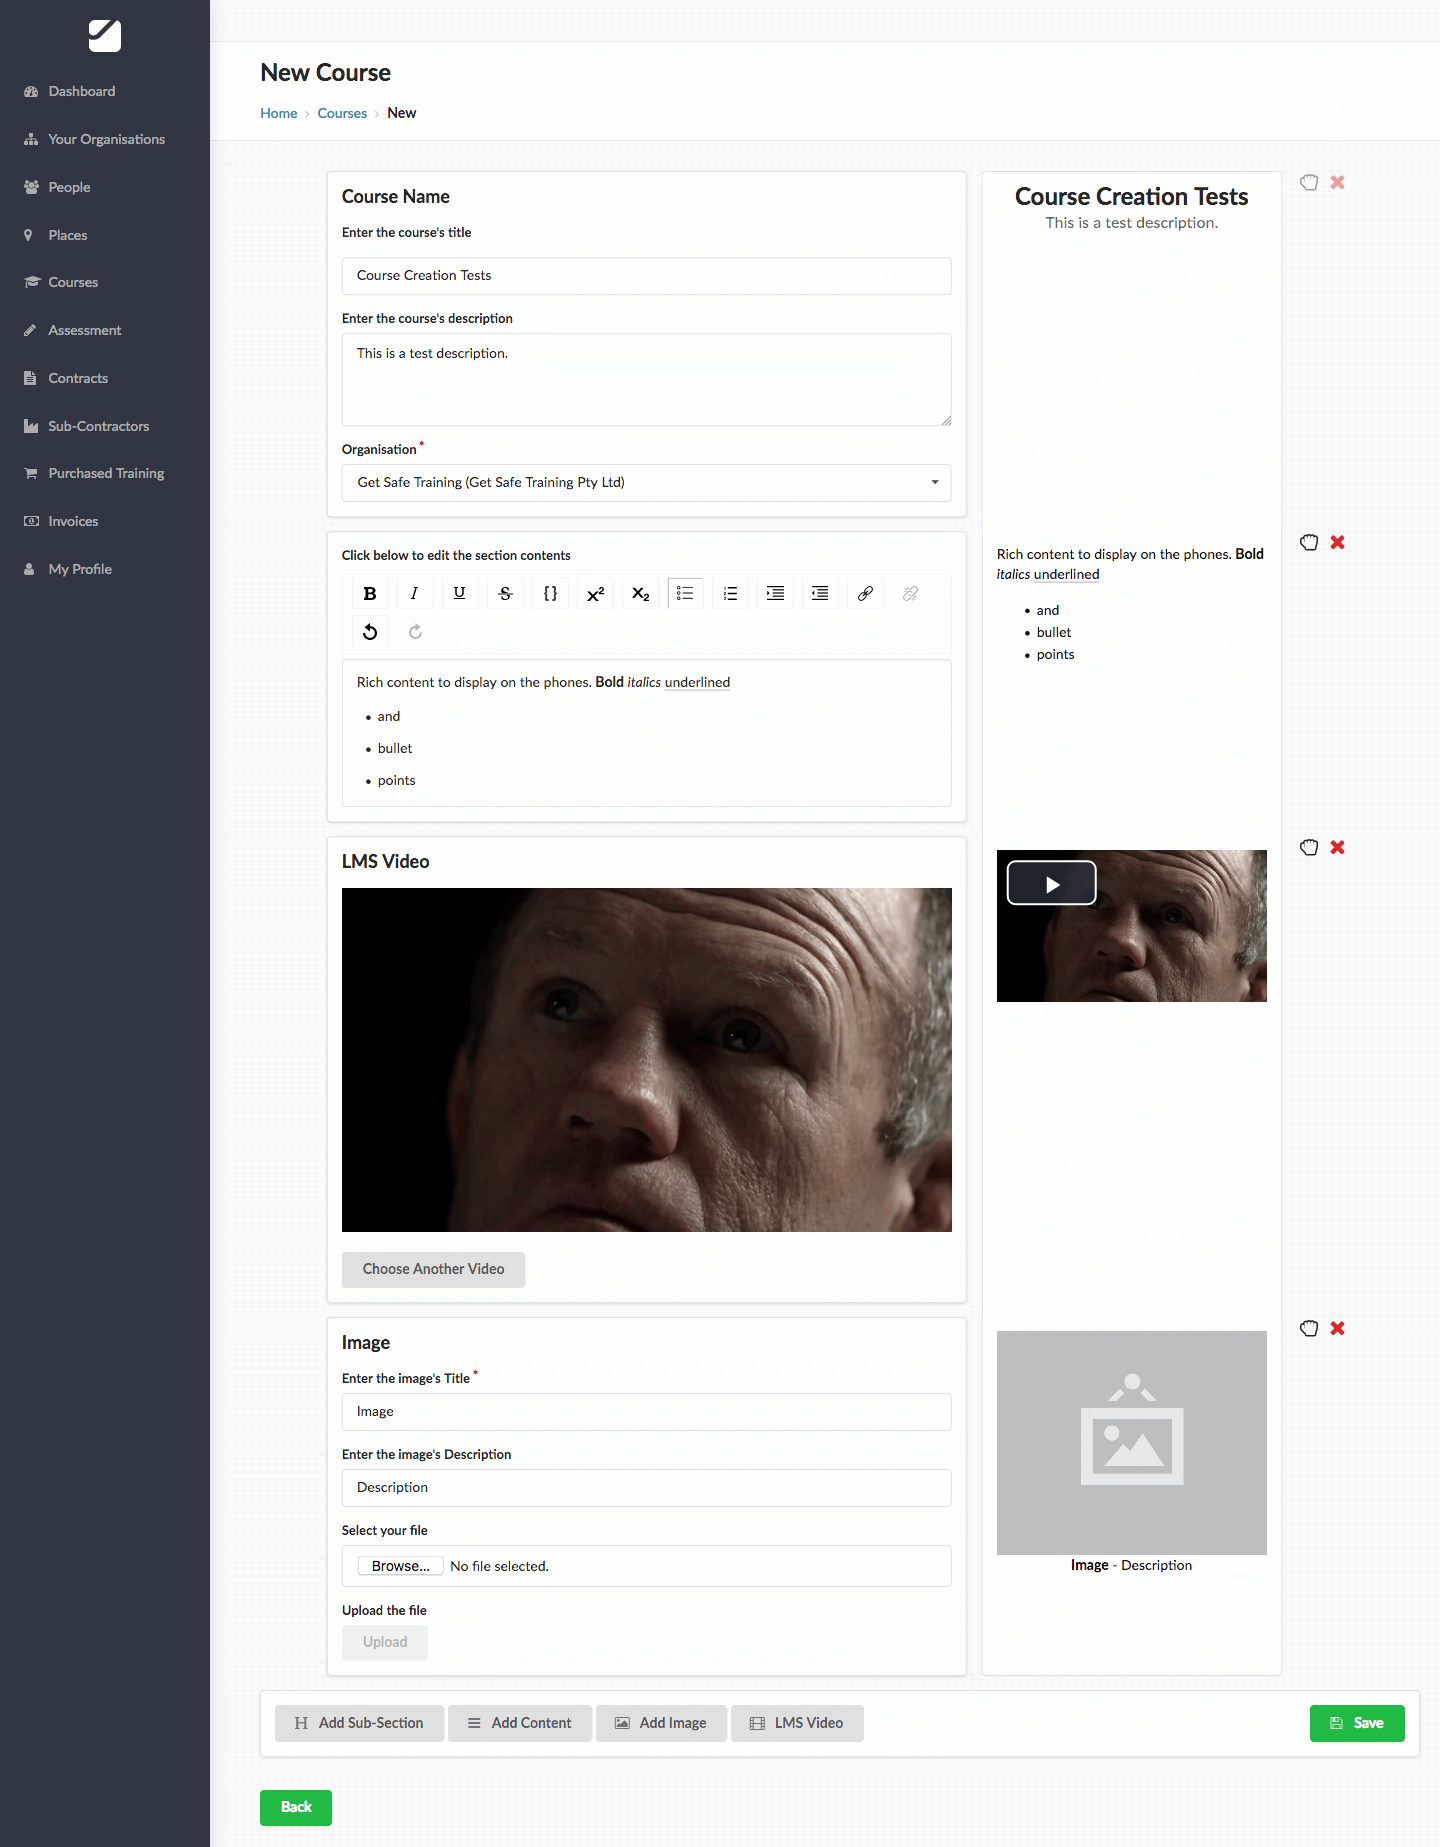 Dashboard
Your Organisations
People
Places
Courses
Assessment
Contracts
Sub-Contractors
Purchased Training
Invoices
My Profile
New Course
Home › Courses › New
Course Name
Enter the course's title
Course Creation Tests
Enter the course's description
This is a test description.
Organisation *
Get Safe Training (Get Safe Training Pty Ltd)
Course Creation Tests
This is a test description.
Click below to edit the section contents
B I U S {} X² X₂
Rich content to display on the phones. Bold italics underlined
• and
• bullet
• points
Rich content to display on the phones. Bold
italics underlined
• and
• bullet
• points
LMS Video
Choose Another Video
Image
Enter the image's Title *
Image
Enter the image's Description
Description
Select your file
Browse... No file selected.
Upload the file
Upload
Image - Description
H Add Sub-Section Add Content Add Image LMS Video Save
Back